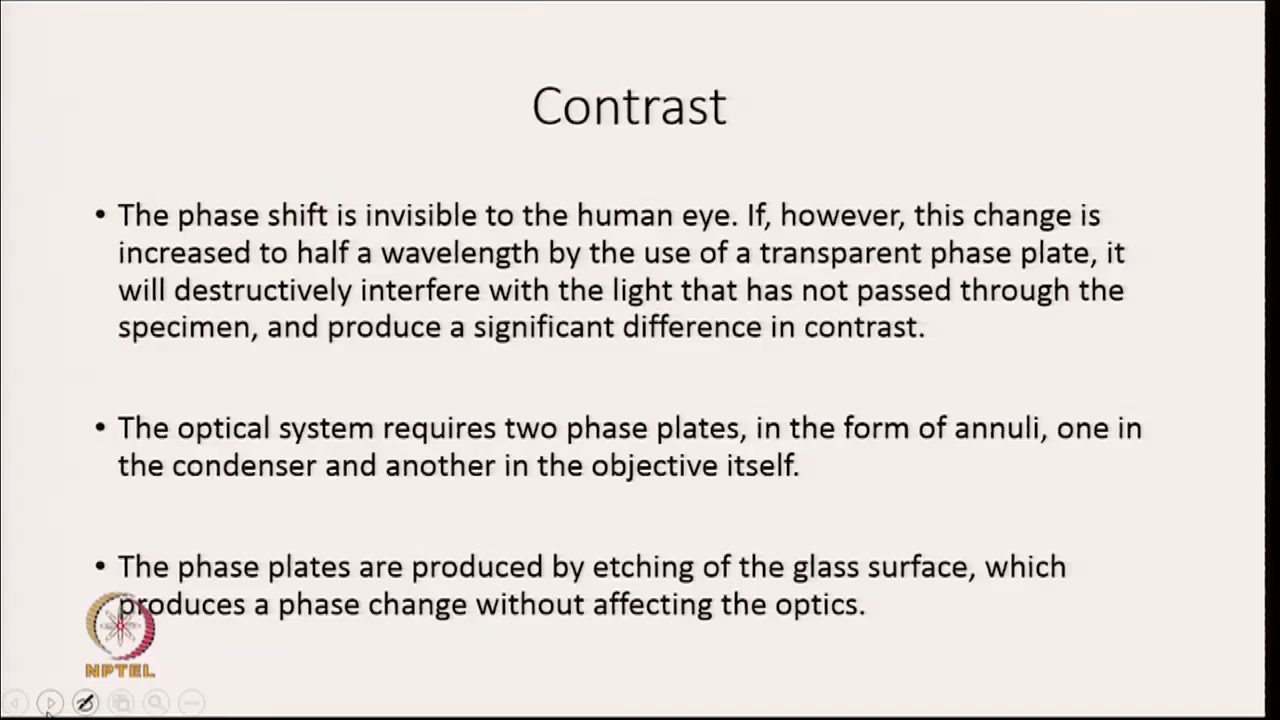 Contrast
• The phase shift is invisible to the human eye. If, however, this change is
increased to half a wavelength by the use of a transparent phase plate, it
will destructively interfere with the light that has not passed through the
specimen, and produce a significant difference in contrast.
• The optical system requires two phase plates, in the form of annuli, one in
the condenser and another in the objective itself.
• The phase plates are produced by etching of the glass surface, which
produces a phase change without affecting the optics.
NPTEL